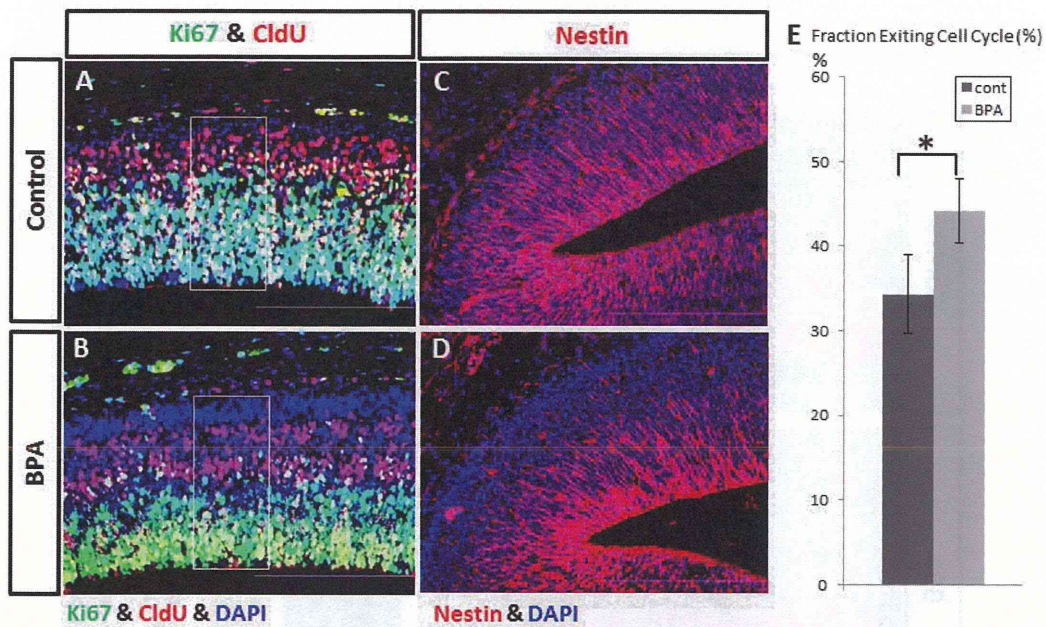 Ki67 & CldU
Nestin
Control
BPA
A
B
C
D
Ki67 & CldU & DAPI
Nestin & DAPI
E Fraction Exiting Cell Cycle (%)
%
60
50
40
30
20
10
0
cont
BPA
*